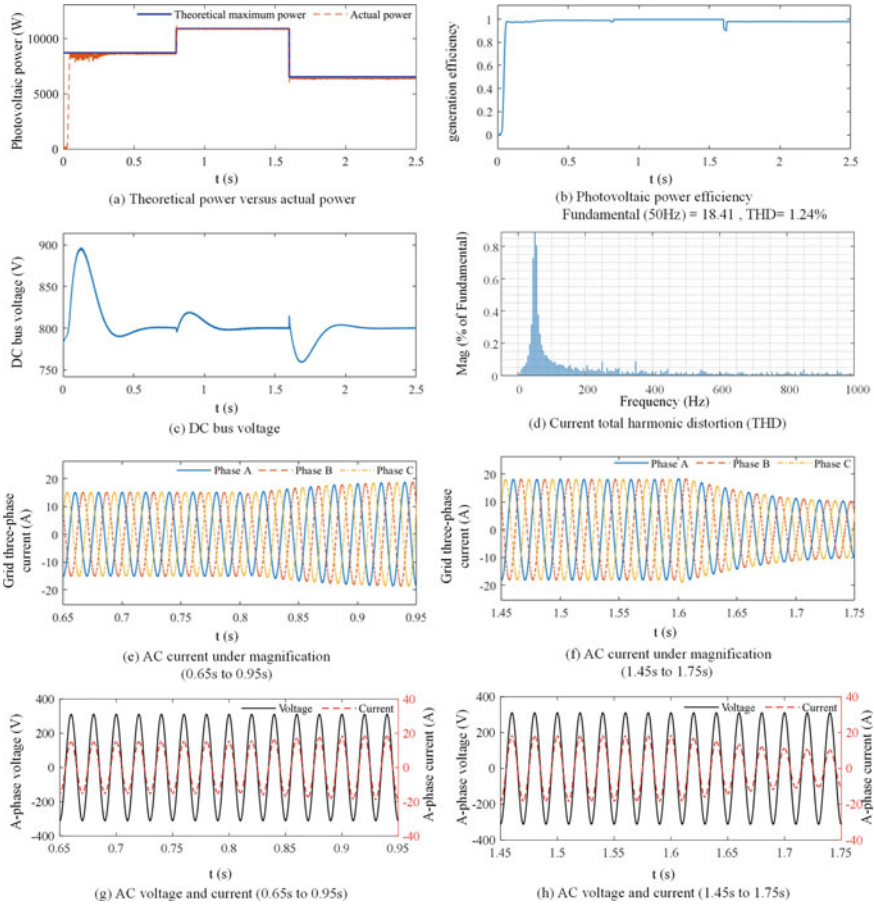 Theoretical maximum power
Actual power
Photovoltaic power (W)
10000
5000
0
0
0.5
1
1.5
2
2.5
t (s)
(a) Theoretical power versus actual power
generation efficiency
1
0.8
0.6
0.4
0.2
0
0
0.5
1
1.5
2
2.5
t (s)
(b) Photovoltaic power efficiency
Fundamental (50Hz) = 18.41 , THD= 1.24%
DC bus voltage (V)
900
850
800
750
0
0.5
1
1.5
2
2.5
t (s)
(c) DC bus voltage
Mag (% of Fundamental)
0.8
0.6
0.4
0.2
0
0
200
400
600
800
1000
Frequency (Hz)
(d) Current total harmonic distortion (THD)
Grid three-phase
current (A)
Phase A
Phase B
Phase C
20
10
0
-10
-20
0.65
0.7
0.75
0.8
0.85
0.9
0.95
t (s)
(e) AC current under magnification
(0.65s to 0.95s)
Grid three-phase
current (A)
Phase A
Phase B
Phase C
20
10
0
-10
-20
1.45
1.5
1.55
1.6
1.65
1.7
1.75
t (s)
(f) AC current under magnification
(1.45s to 1.75s)
A-phase voltage (V)
400
200
0
-200
-400
Voltage
Current
40
20
0
-20
-40
A-phase current (A)
0.65
0.7
0.75
0.8
0.85
0.9
0.95
t (s)
(g) AC voltage and current (0.65s to 0.95s)
A-phase voltage (V)
400
200
0
-200
-400
Voltage
Current
40
20
0
-20
-40
A-phase current (A)
1.45
1.5
1.55
1.6
1.65
1.7
1.75
t (s)
(h) AC voltage and current (1.45s to 1.75s)